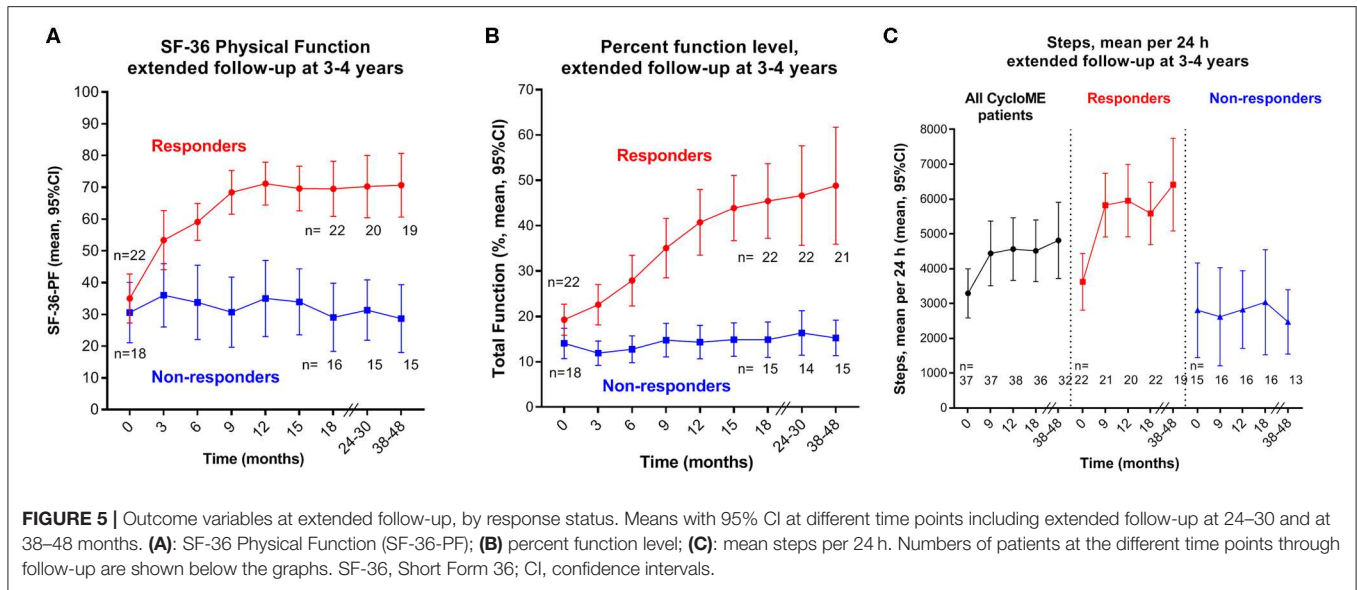 A
SF-36 Physical Function
extended follow-up at 3-4 years
SF-36-PF (mean, 95%CI)
100
90
80
70
60
50
40
30
20
10
0
Responders
n=22
n= 22 20 19
n=18
n= 16 15 15
Non-responders
0 3 6 9 12 15 18 24-30 38-48
Time (months)
B
Percent function level,
extended follow-up at 3-4 years
Total Function (%, mean, 95%CI)
70
60
50
40
30
20
10
0
Responders
n=22
n= 22 22 21
n=18
n= 15 14 15
Non-responders
0 3 6 9 12 15 18 24-30 38-48
Time (months)
C
Steps, mean per 24 h
extended follow-up at 3-4 years
All CycloME
patients
Responders
Non-responders
Steps, mean per 24 h (mean, 95%CI)
8000
7000
6000
5000
4000
3000
2000
1000
0
n=
37 37 38 36 32
n=
22 21 20 22 19
n=
15 16 16 16 13
0 9 12 18 38-48
0 9 12 18 38-48
0 9 12 18 38-48
Time (months)
FIGURE 5 | Outcome variables at extended follow-up, by response status. Means with 95% CI at different time points including extended follow-up at 24–30 and at
38–48 months. (A): SF-36 Physical Function (SF-36-PF); (B) percent function level; (C): mean steps per 24 h. Numbers of patients at the different time points through
follow-up are shown below the graphs. SF-36, Short Form 36; CI, confidence intervals.